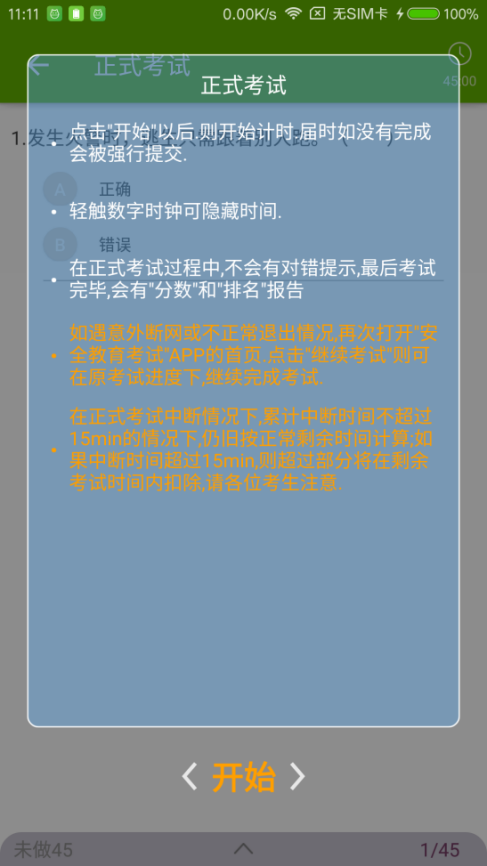 11:11
0.00K/s
无SIM卡
100%
正式考试
45:00
正式考试
点击"开始"以后,则开始计时,届时如没有完成
会被强行提交.
1.发生火
A
正确
轻触数字时钟可隐藏时间.
B
错误
在正式考试过程中,不会有对错提示,最后考试
完毕,会有"分数"和"排名"报告
如遇意外断网或不正常退出情况,再次打开"安
全教育考试"APP的首页.点击"继续考试"则可
在原考试进度下,继续完成考试.
在正式考试中断情况下,累计中断时间不超过
15min的情况下,仍旧按正常剩余时间计算;如
果中断时间超过15min,则超过部分将在剩余
考试时间内扣除,请各位考生注意.
开始
未做45
1/45